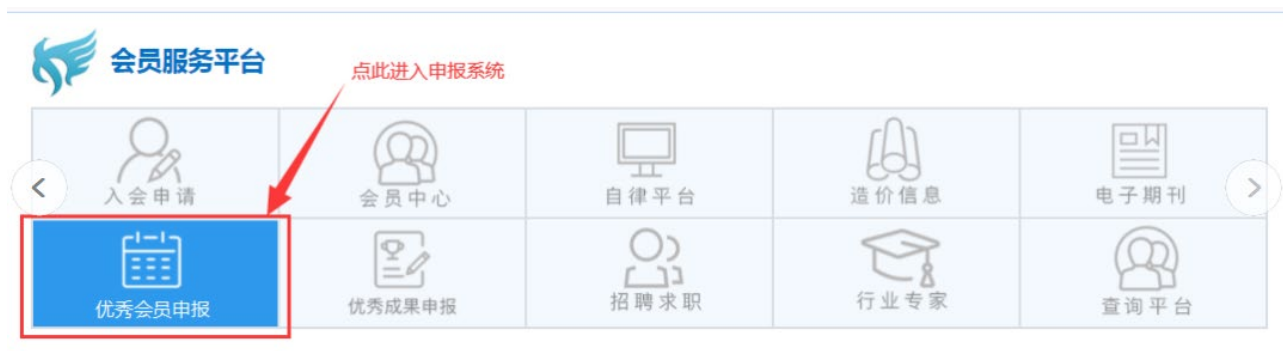 会员服务平台
点此进入申报系统
入会申请
会员中心
自律平台
造价信息
电子期刊
优秀会员申报
优秀成果申报
招聘求职
行业专家
查询平台